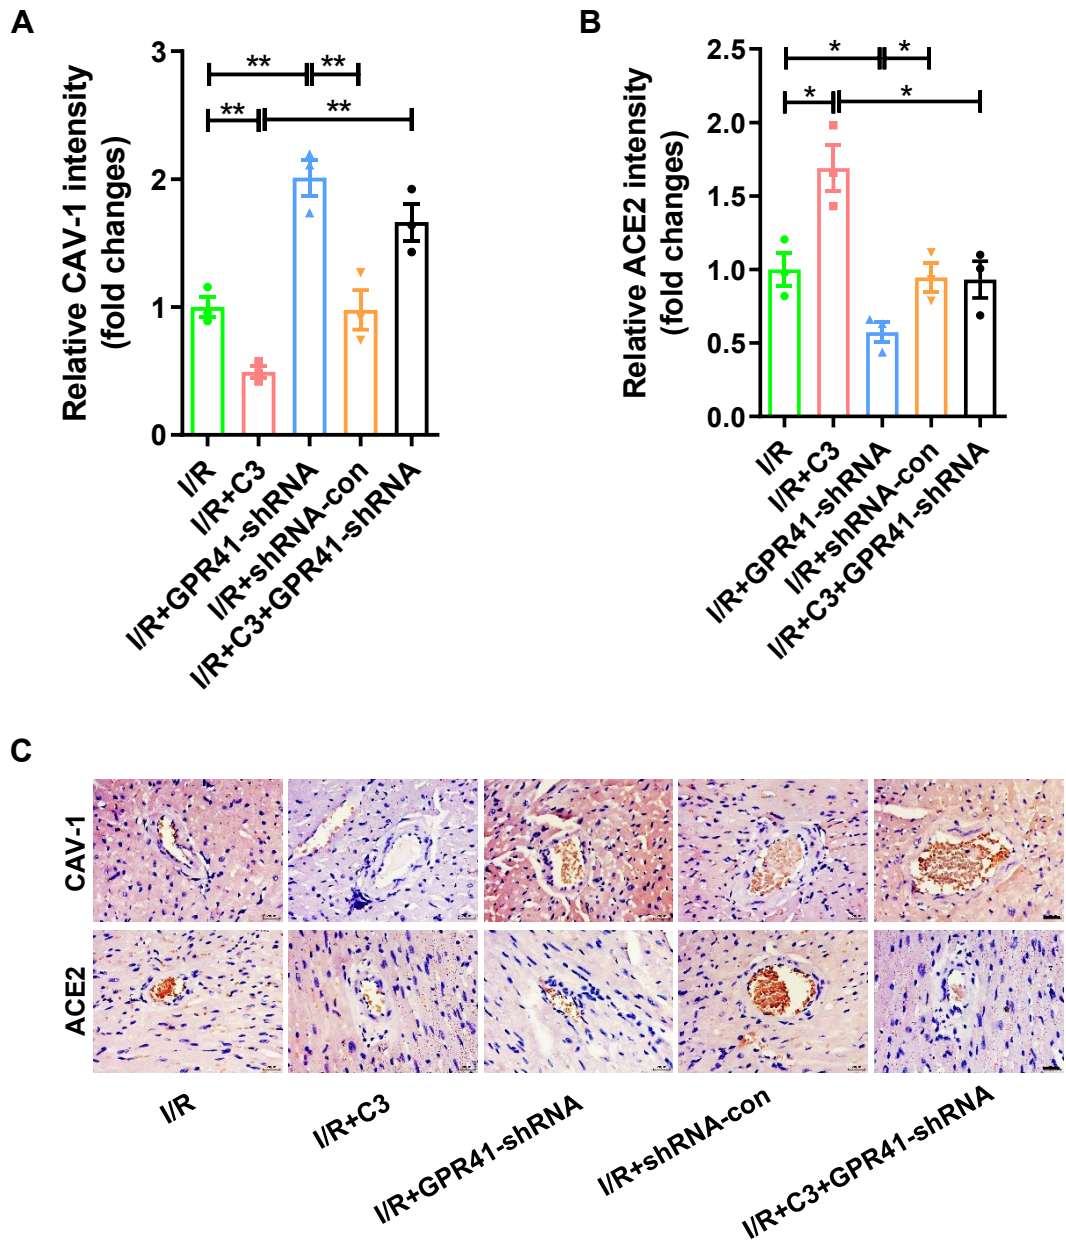 A
Relative CAV-1 intensity
(fold changes)
3
2
1
0
**
**
**
**
I/R
I/R+C3
I/R+GPR41-shRNA
I/R+shRNA-con
I/R+C3+GPR41-shRNA
B
Relative ACE2 intensity
(fold changes)
2.5
2.0
1.5
1.0
0.5
0.0
*
*
*
*
I/R
I/R+C3
I/R+GPR41-shRNA
I/R+shRNA-con
I/R+C3+GPR41-shRNA
C
CAV-1
ACE2
I/R
I/R+C3
I/R+GPR41-shRNA
I/R+shRNA-con
I/R+C3+GPR41-shRNA